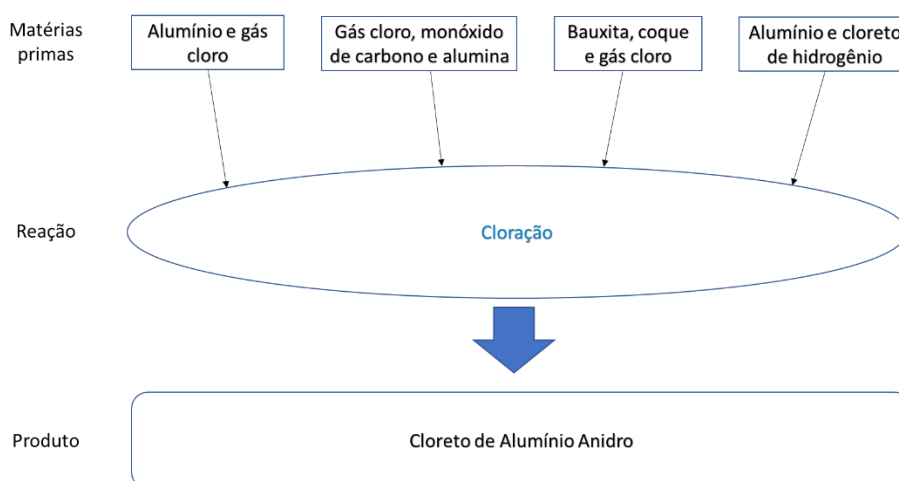 Matérias
primas
Alumínio e gás
cloro
Gás cloro, monóxido
de carbono e alumina
Bauxita, coque
e gás cloro
Alumínio e cloreto
de hidrogênio
Reação
Cloração
Produto
Cloreto de Alumínio Anidro